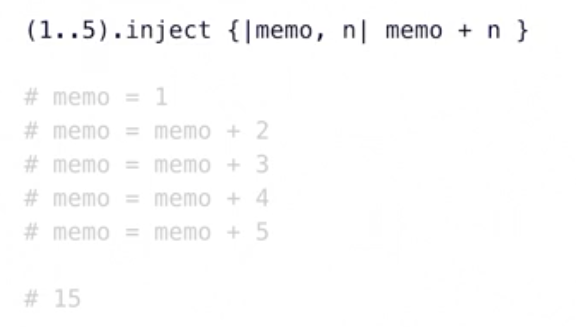 (1..5).inject {|memo, n| memo + n }
# memo = 1
# memo = memo + 2
# memo = memo + 3
# memo = memo + 4
# memo = memo + 5
# 15